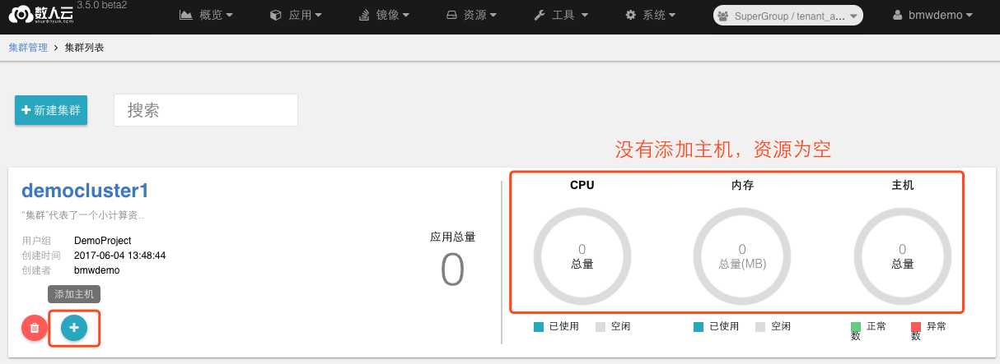 数人云 3.5.0 beta2
shurenyun.com
概览 应用 镜像 资源 工具 系统 SuperGroup / tenant_a... bmwdemo
集群管理 > 集群列表
新建集群 搜索
没有添加主机，资源为空
democluster1
“集群”代表了一个小计算资..
用户组 DemoProject
创建时间 2017-06-04 13:48:44
创建者 bmwdemo
添加主机
应用总量
0
CPU 内存 主机
0 0 0
总量 总量(MB) 总量
已使用 空闲 已使用 空闲 正常数 异常数